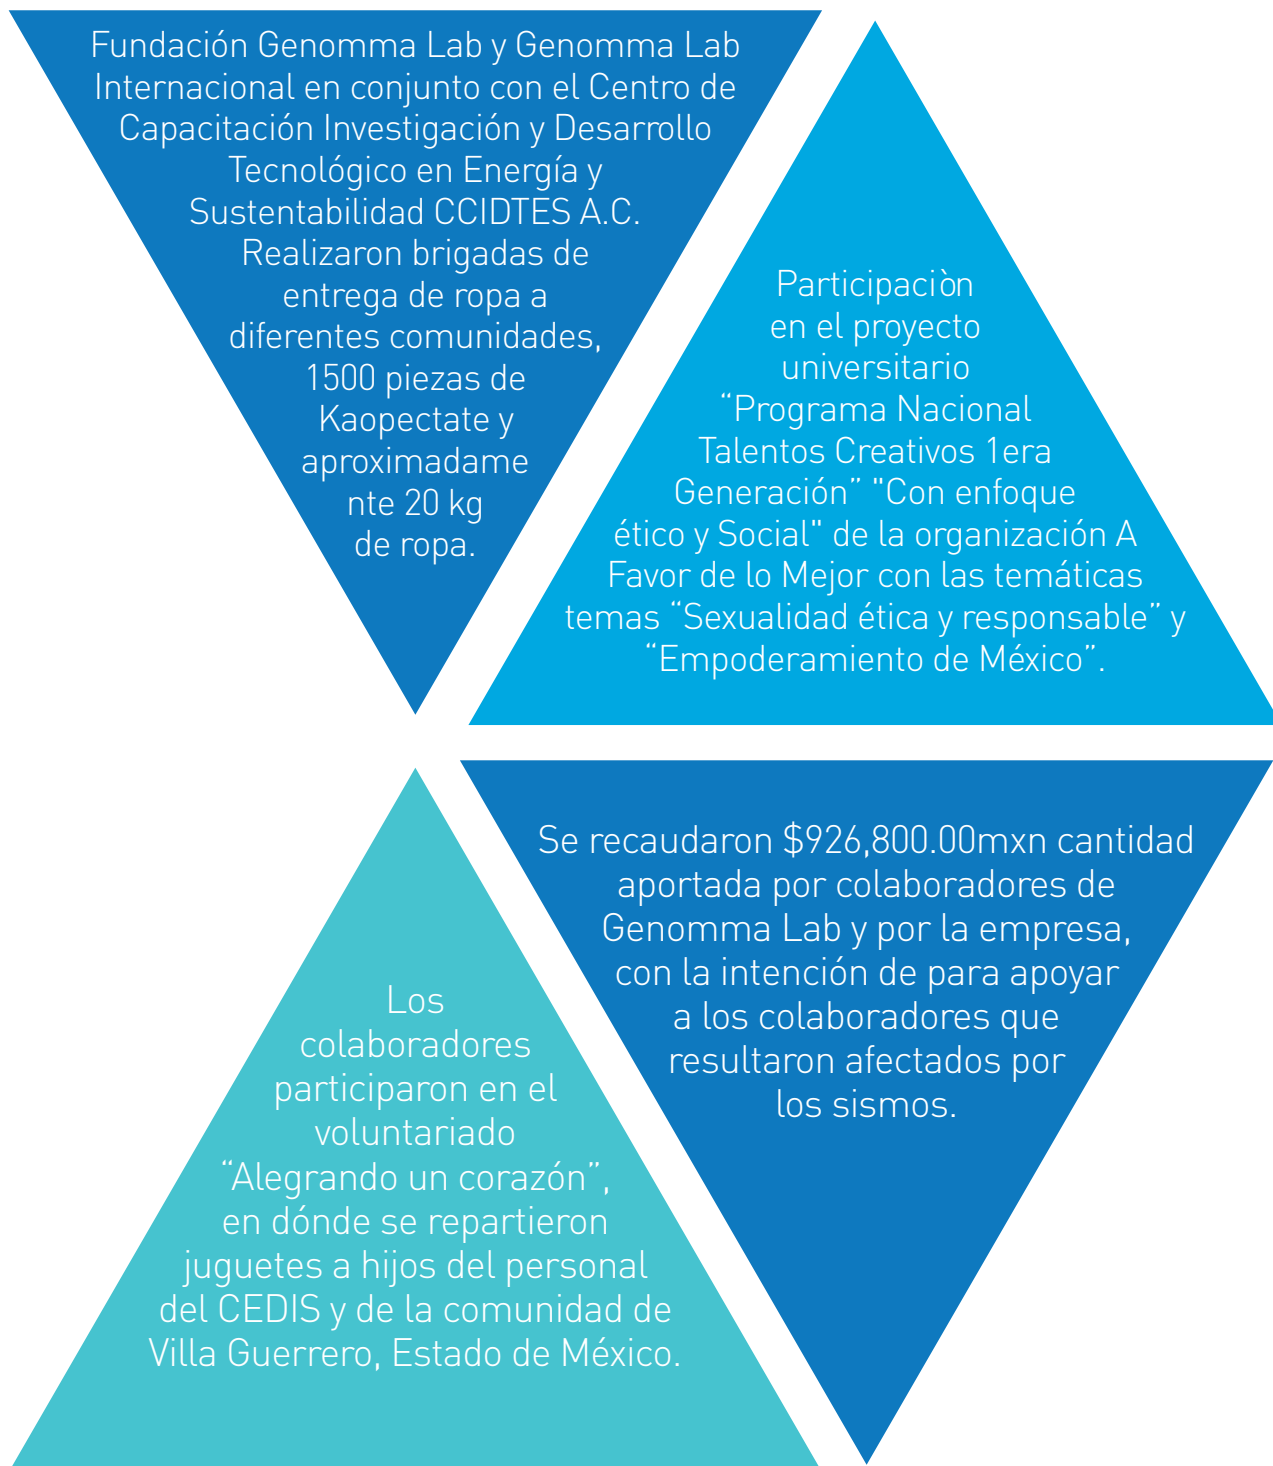 Fundación Genomma Lab y Genomma Lab
Internacional en conjunto con el Centro de
Capacitación Investigación y Desarrollo
Tecnológico en Energía y
Sustentabilidad CCIDTES A.C.
Realizaron brigadas de
entrega de ropa a
diferentes comunidades,
1500 piezas de
Kaopectate y
aproximadame
nte 20 kg
de ropa.
Participaciòn
en el proyecto
universitario
“Programa Nacional
Talentos Creativos 1era
Generación” "Con enfoque
ético y Social" de la organización A
Favor de lo Mejor con las temáticas
temas “Sexualidad ética y responsable” y
“Empoderamiento de México”.
Los
colaboradores
participaron en el
voluntariado
“Alegrando un corazón”,
en dónde se repartieron
juguetes a hijos del personal
del CEDIS y de la comunidad de
Villa Guerrero, Estado de México.
Se recaudaron $926,800.00mxn cantidad
aportada por colaboradores de
Genomma Lab y por la empresa,
con la intención de para apoyar
a los colaboradores que
resultaron afectados por
los sismos.